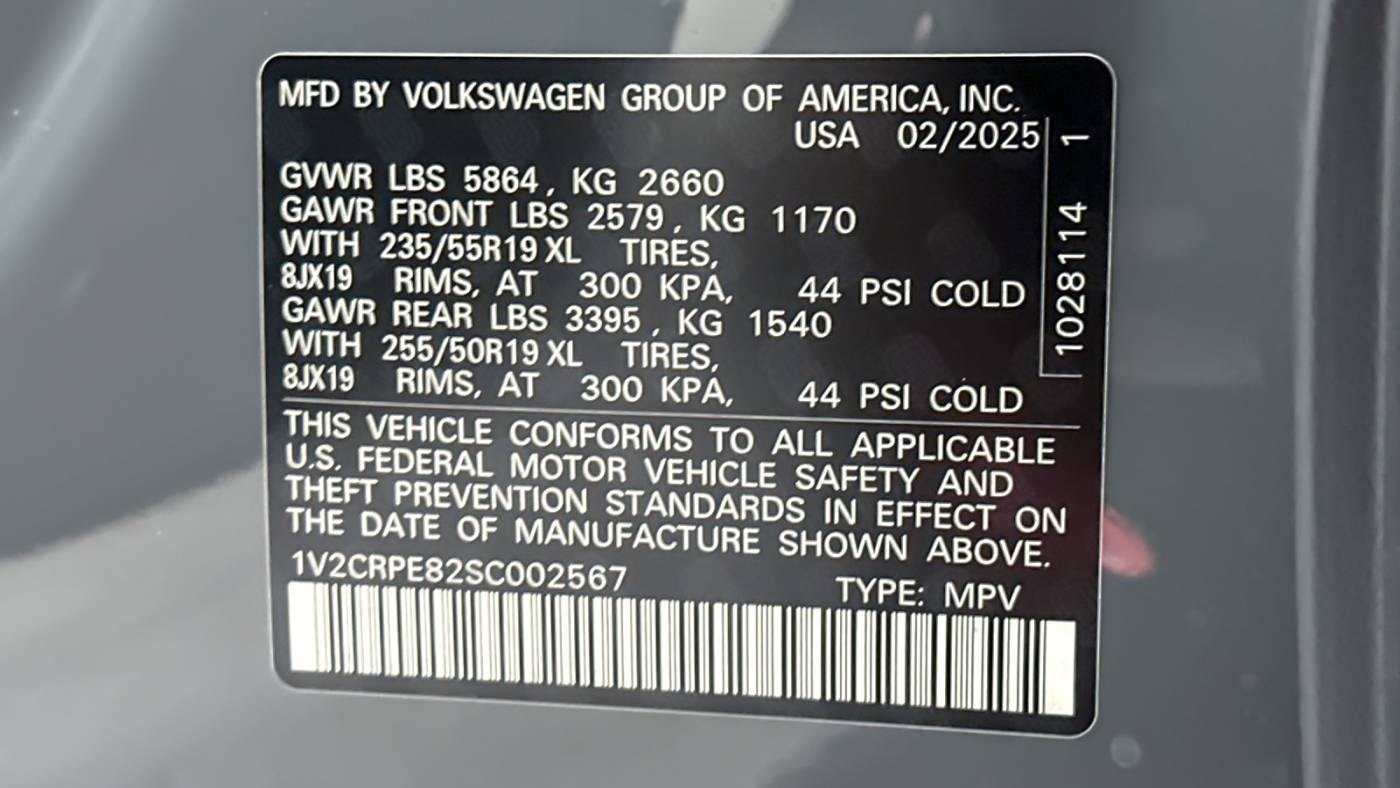 MFD BY VOLKSWAGEN GROUP OF AMERICA, INC.
USA 02/2025
GVWR LBS 5864, KG 2660
GAWR FRONT LBS 2579, KG 1170
WITH 235/55R19 XL TIRES,
8JX19 RIMS, AT 300 KPA, 44 PSI COLD
GAWR REAR LBS 3395, KG 1540
WITH 255/50R19 XL TIRES,
8JX19 RIMS, AT 300 KPA, 44 PSI COLD
1028114 1
THIS VEHICLE CONFORMS TO ALL APPLICABLE
U.S. FEDERAL MOTOR VEHICLE SAFETY AND
THEFT PREVENTION STANDARDS IN EFFECT ON
THE DATE OF MANUFACTURE SHOWN ABOVE.
1V2CRPE82SC002567
TYPE: MPV